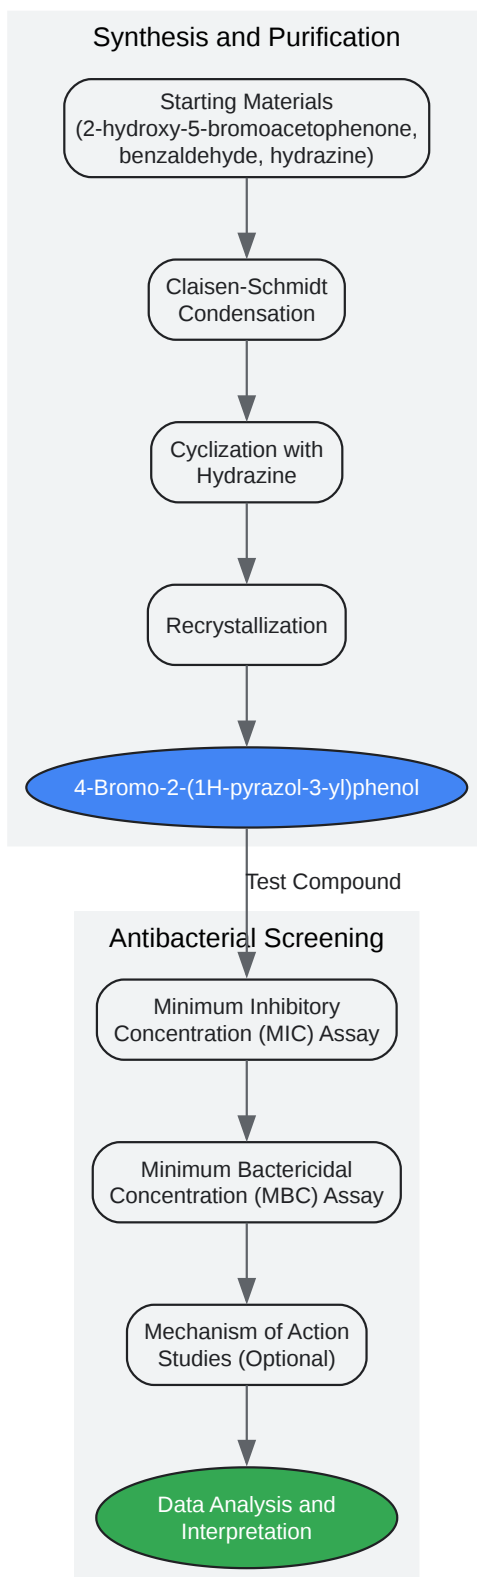 Synthesis and Purification
Starting Materials
(2-hydroxy-5-bromoacetophenone,
benzaldehyde, hydrazine)
Claisen-Schmidt
Condensation
Cyclization with
Hydrazine
Recrystallization
4-Bromo-2-(1H-pyrazol-3-yl)phenol
Test Compound
Antibacterial Screening
Minimum Inhibitory
Concentration (MIC) Assay
Minimum Bactericidal
Concentration (MBC) Assay
Mechanism of Action
Studies (Optional)
Data Analysis and
Interpretation